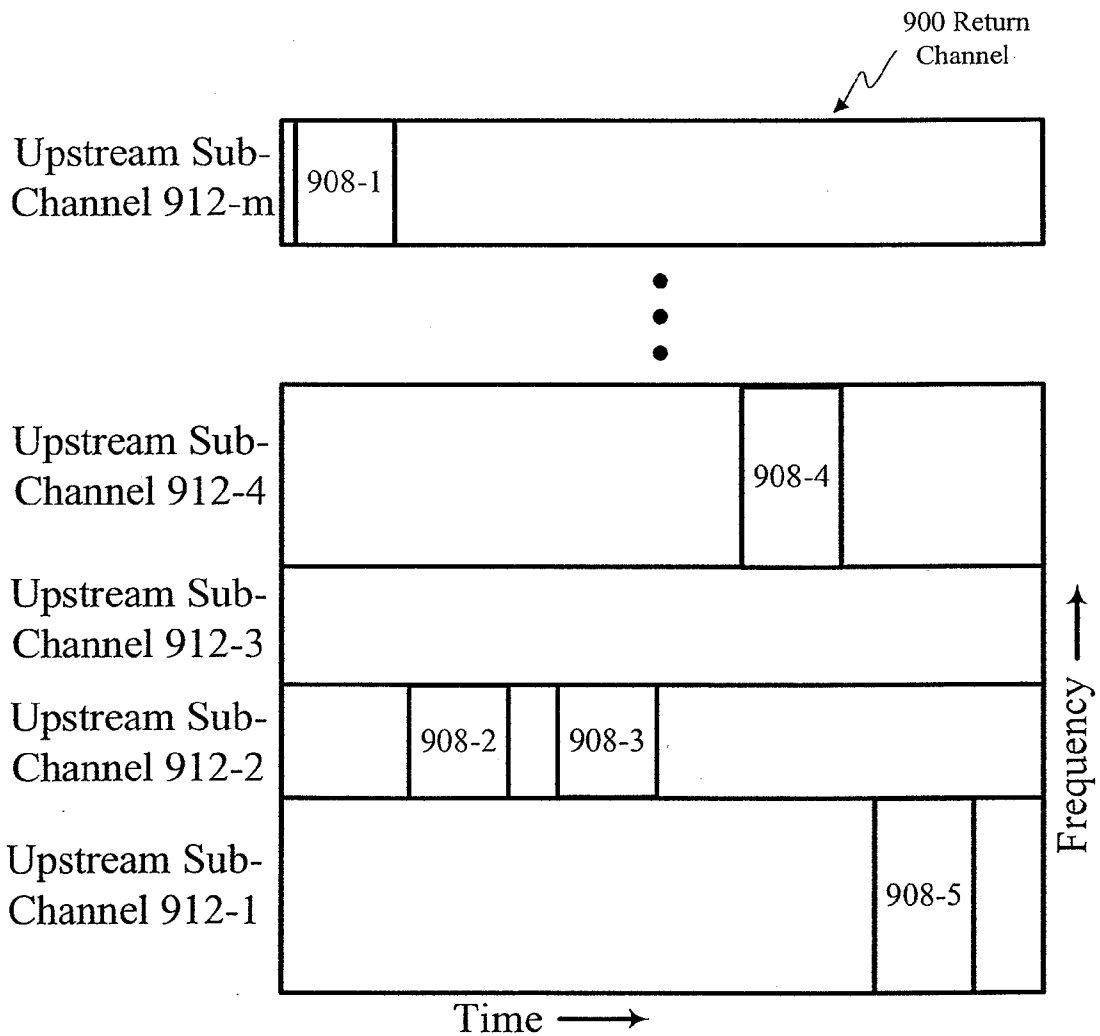 900 Return
Channel
Upstream Sub-
Channel 912-m
908-1
Upstream Sub-
Channel 912-4
908-4
Upstream Sub-
Channel 912-3
Upstream Sub-
Channel 912-2
908-2
908-3
Upstream Sub-
Channel 912-1
908-5
Frequency
Time